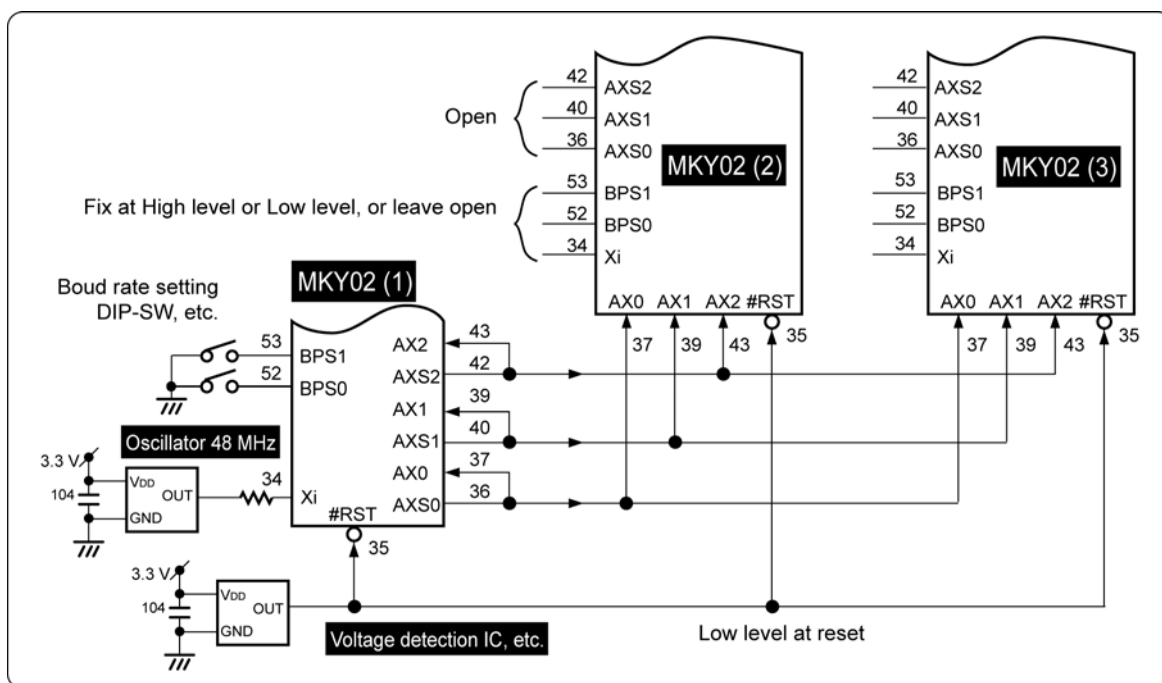 42 AXS2
40 AXS1
36 AXS0
Open
MKY02 (2)
53 BPS1
52 BPS0
34 Xi
Fix at High level or Low level, or leave open
AX0 AX1 AX2 #RST
37 39 43 35
42 AXS2
40 AXS1
36 AXS0
MKY02 (3)
53 BPS1
52 BPS0
34 Xi
AX0 AX1 AX2 #RST
37 39 43 35
MKY02 (1)
Boud rate setting
DIP-SW, etc.
53 BPS1
52 BPS0
AX2 43
AXS2 42
AX1 39
AXS1 40
AX0 37
AXS0 36
Oscillator 48 MHz
3.3 V
104
VDD
OUT
GND
34 Xi
#RST
35
3.3 V
104
VDD
OUT
GND
Voltage detection IC, etc.
Low level at reset